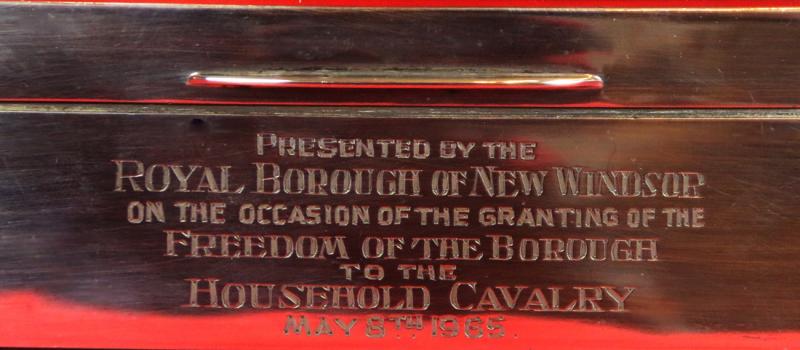 PRESENTED BY THE
ROYAL BOROUGH OF NEW WINDSOR
ON THE OCCASION OF THE GRANTING OF THE
FREEDOM OF THE BOROUGH
TO THE
HOUSEHOLD CAVALRY
MAY 8TH 1965.